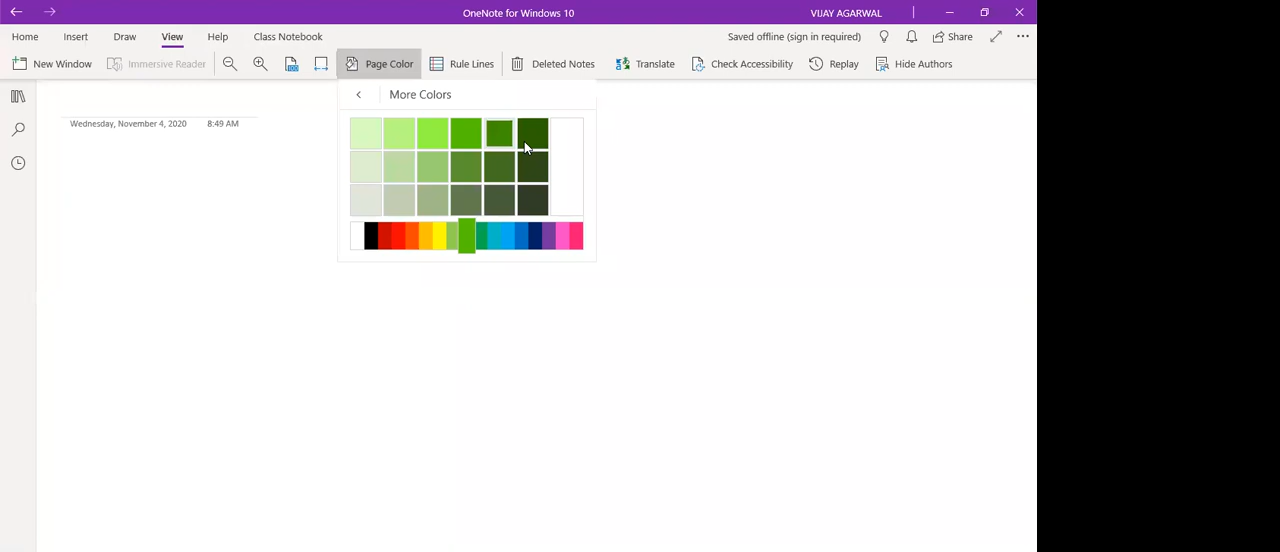 OneNote for Windows 10
VIJAY AGARWAL
Home Insert Draw View Help Class Notebook
Saved offline (sign in required) Share
New Window Immersive Reader Page Color Rule Lines Deleted Notes Translate Check Accessibility Replay Hide Authors
More Colors
Wednesday, November 4, 2020 8:49 AM